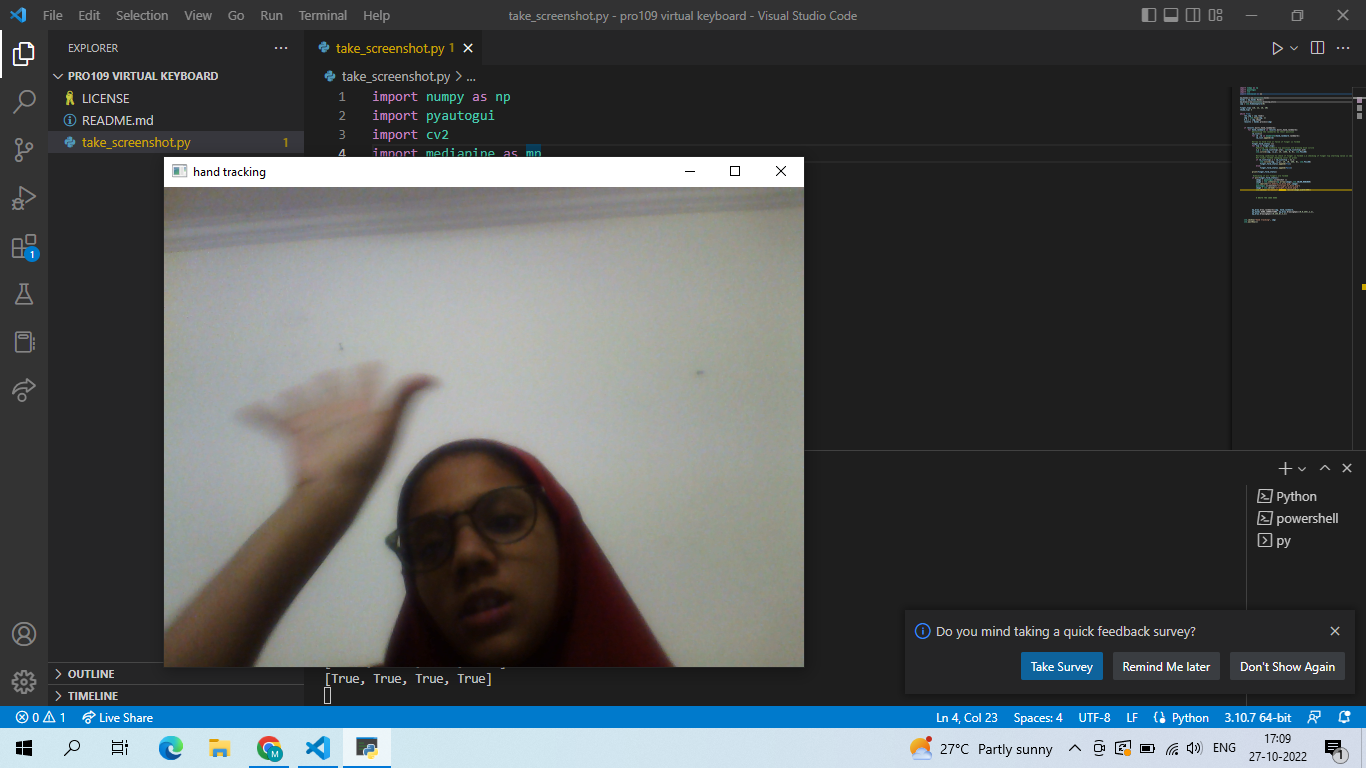 File Edit Selection View Go Run Terminal Help
take_screenshot.py - pro109 virtual keyboard - Visual Studio Code
EXPLORER
PRO109 VIRTUAL KEYBOARD
LICENSE
README.md
take_screenshot.py 1
1
OUTLINE
TIMELINE
take_screenshot.py 1
take_screenshot.py > ...
1 import numpy as np
2 import pyautogui
3 import cv2
4 import mediapipe as mp
hand tracking
[True, True, True, True]
Python
powershell
py
Do you mind taking a quick feedback survey?
Take Survey Remind Me later Don't Show Again
0 1 Live Share
Ln 4, Col 23 Spaces: 4 UTF-8 LF Python 3.10.7 64-bit
M
27°C Partly sunny
ENG
17:09
27-10-2022
1